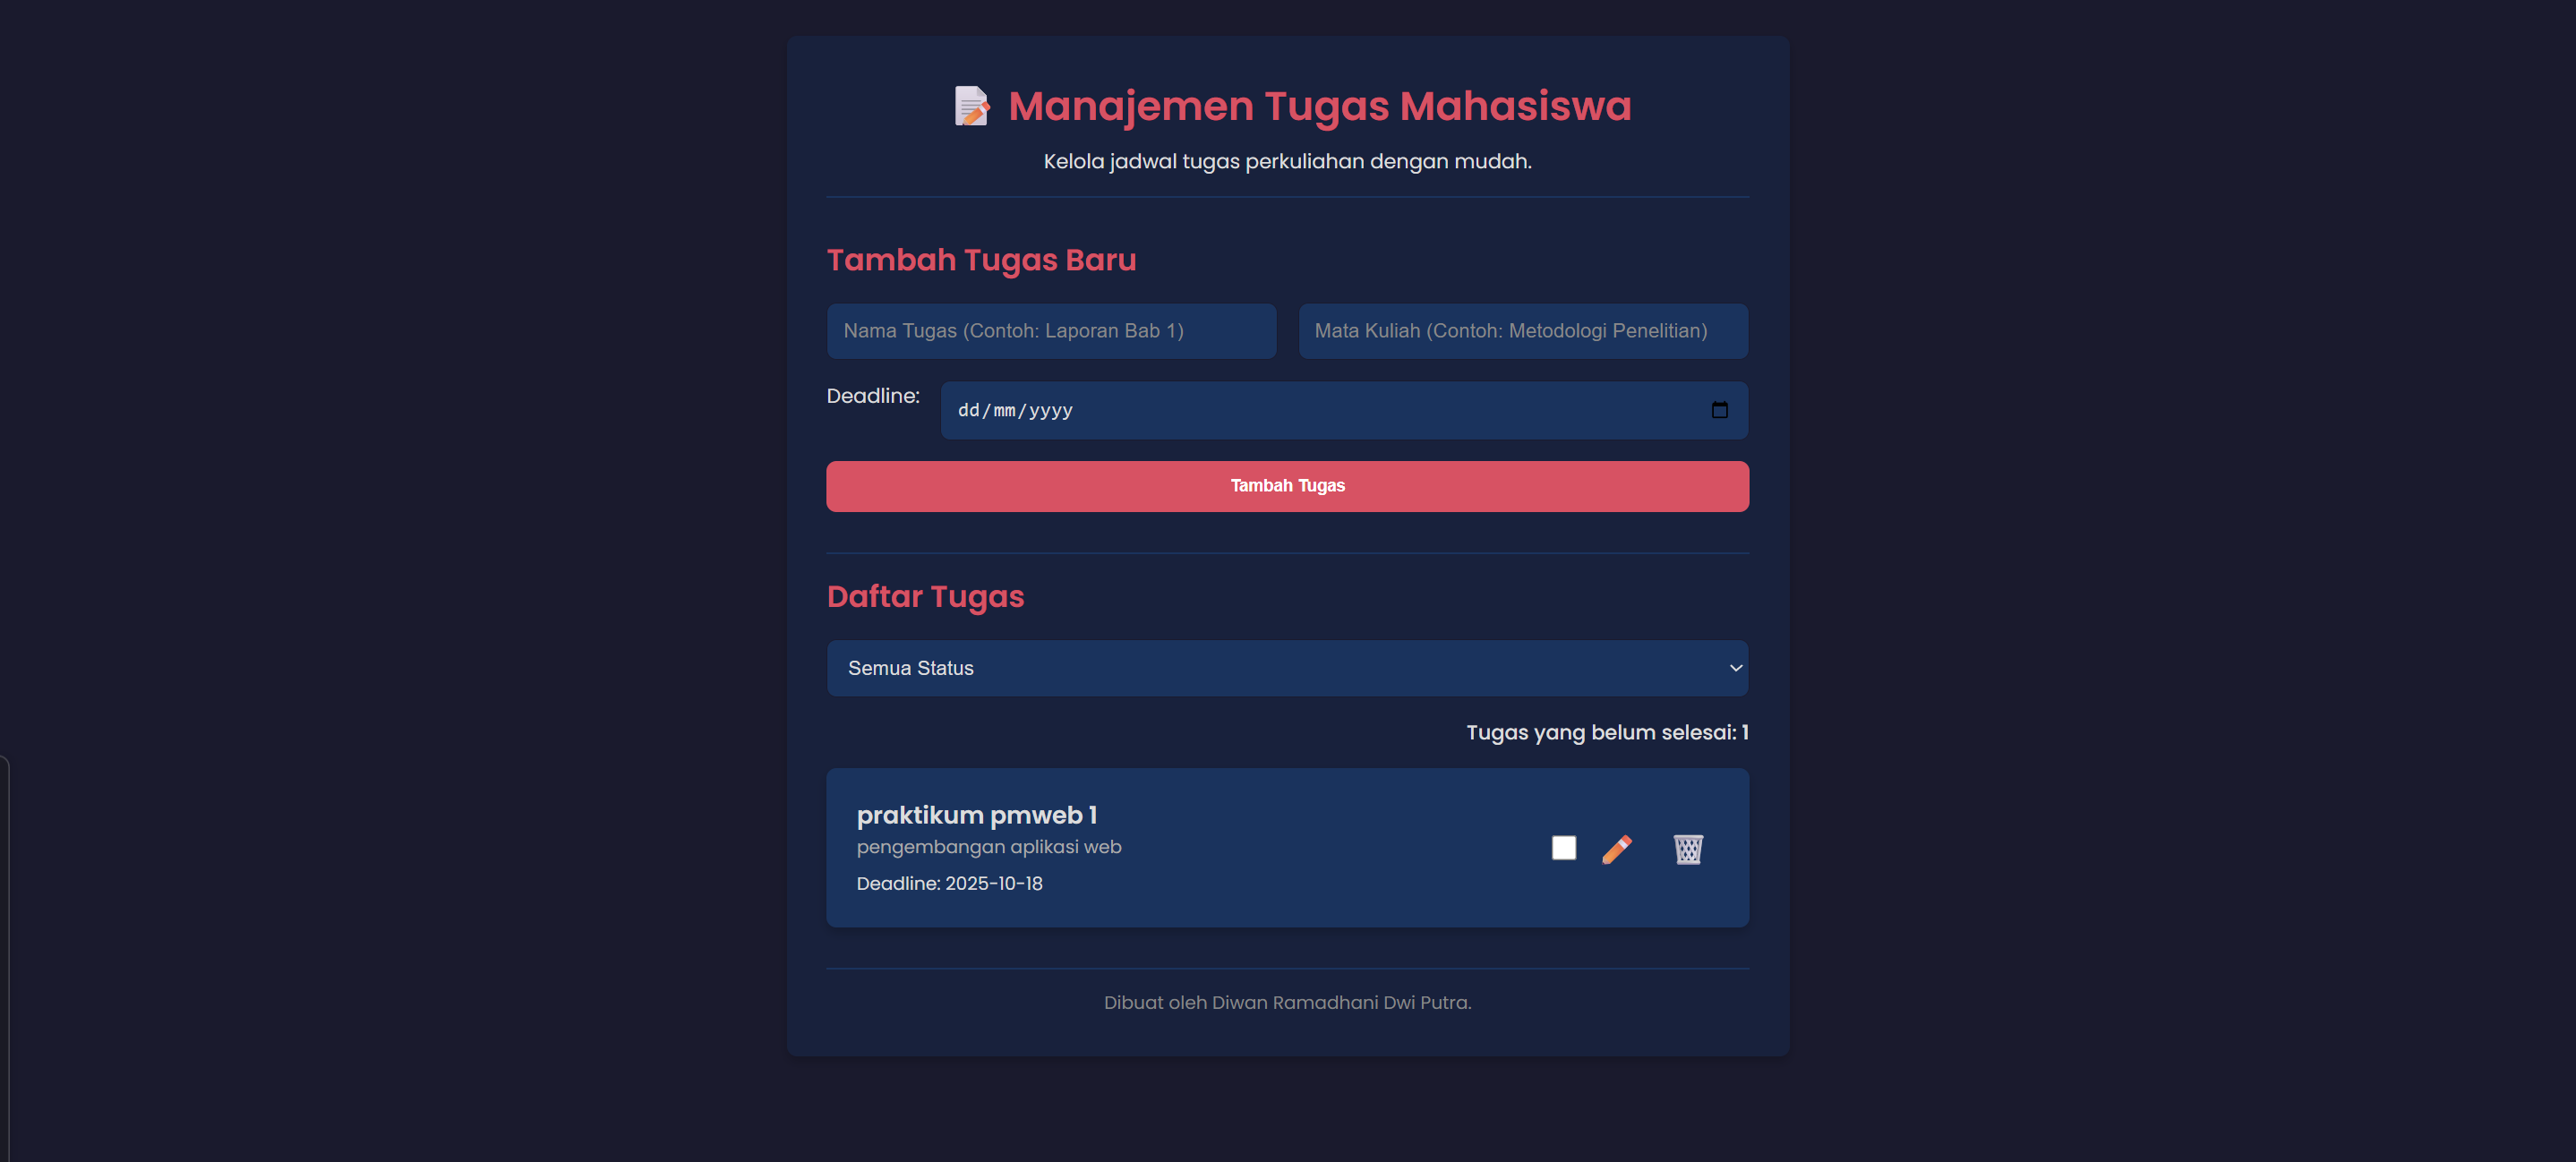 Manajemen Tugas Mahasiswa
Kelola jadwal tugas perkuliahan dengan mudah.
Tambah Tugas Baru
Nama Tugas (Contoh: Laporan Bab 1)
Mata Kuliah (Contoh: Metodologi Penelitian)
Deadline:
dd/mm/yyyy
Tambah Tugas
Daftar Tugas
Semua Status
Tugas yang belum selesai: 1
praktikum pmweb 1
pengembangan aplikasi web
Deadline: 2025-10-18
Dibuat oleh Diwan Ramadhani Dwi Putra.